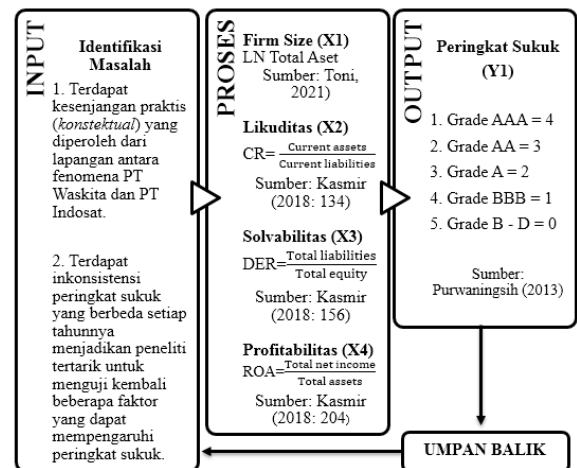 INPUT
Identifikasi
Masalah
1. Terdapat
kesenjangan praktis
(konstektual) yang
diperoleh dari
lapangan antara
fenomena PT
Waskita dan PT
Indosat.
2. Terdapat
inkonsistensi
peringkat sukuk
yang berbeda setiap
tahunnya
menjadikan peneliti
tertarik untuk
menguji kembali
beberapa faktor
yang dapat
mempengaruhi
peringkat sukuk.
PROSES
Firm Size (X1)
LN Total Aset
Sumber: Toni,
2021)
Likuditas (X2)
CR= Current assets / Current liabilities
Sumber: Kasmir
(2018: 134)
Solvabilitas (X3)
DER= Total liabilities / Total equity
Sumber: Kasmir
(2018: 156)
Profitabilitas (X4)
ROA= Total net income / Total assets
Sumber: Kasmir
(2018: 204)
OUTPUT
Peringkat Sukuk
(Y1)
1. Grade AAA = 4
2. Grade AA = 3
3. Grade A = 2
4. Grade BBB = 1
5. Grade B - D = 0
Sumber:
Purwaningsih (2013)
UMPAN BALIK